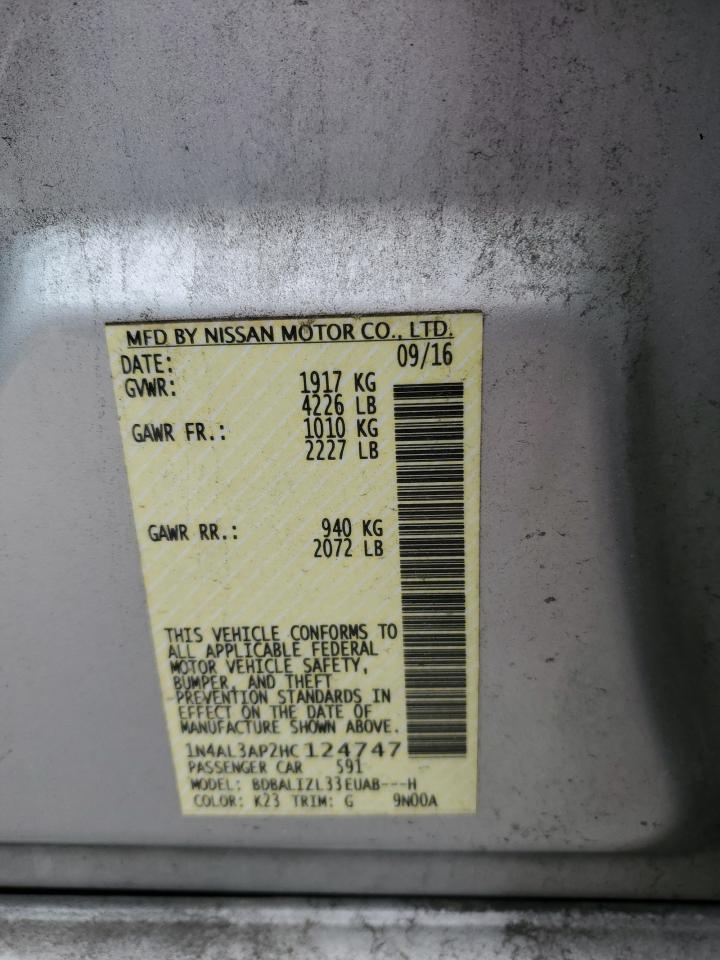 MFD BY NISSAN MOTOR CO., LTD.
DATE: 09/16
GVWR: 1917 KG
4226 LB
GAWR FR.: 1010 KG
2227 LB
GAWR RR.: 940 KG
2072 LB
THIS VEHICLE CONFORMS TO
ALL APPLICABLE FEDERAL
MOTOR VEHICLE SAFETY,
BUMPER, AND THEFT
PREVENTION STANDARDS IN
EFFECT ON THE DATE OF
MANUFACTURE SHOWN ABOVE.
1N4AL3AP2HC124747
PASSENGER CAR 591
MODEL: BDBALIZL33EUAB---H
COLOR: K23 TRIM: G 9N00A